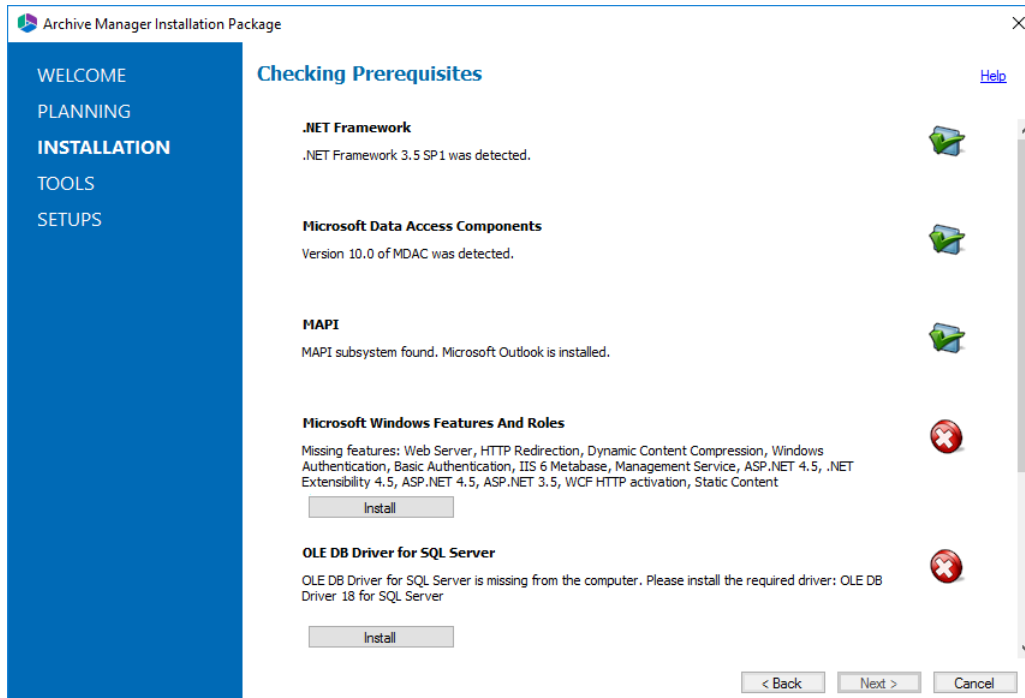 Archive Manager Installation Package
WELCOME
PLANNING
INSTALLATION
TOOLS
SETUPS
Checking Prerequisites
Help
.NET Framework
.NET Framework 3.5 SP1 was detected.
Microsoft Data Access Components
Version 10.0 of MDAC was detected.
MAPI
MAPI subsystem found. Microsoft Outlook is installed.
Microsoft Windows Features And Roles
Missing features: Web Server, HTTP Redirection, Dynamic Content Compression, Windows
Authentication, Basic Authentication, IIS 6 Metabase, Management Service, ASP.NET 4.5, .NET
Extensibility 4.5, ASP.NET 4.5, ASP.NET 3.5, WCF HTTP activation, Static Content
Install
OLE DB Driver for SQL Server
OLE DB Driver for SQL Server is missing from the computer. Please install the required driver: OLE DB
Driver 18 for SQL Server
Install
< Back Next > Cancel